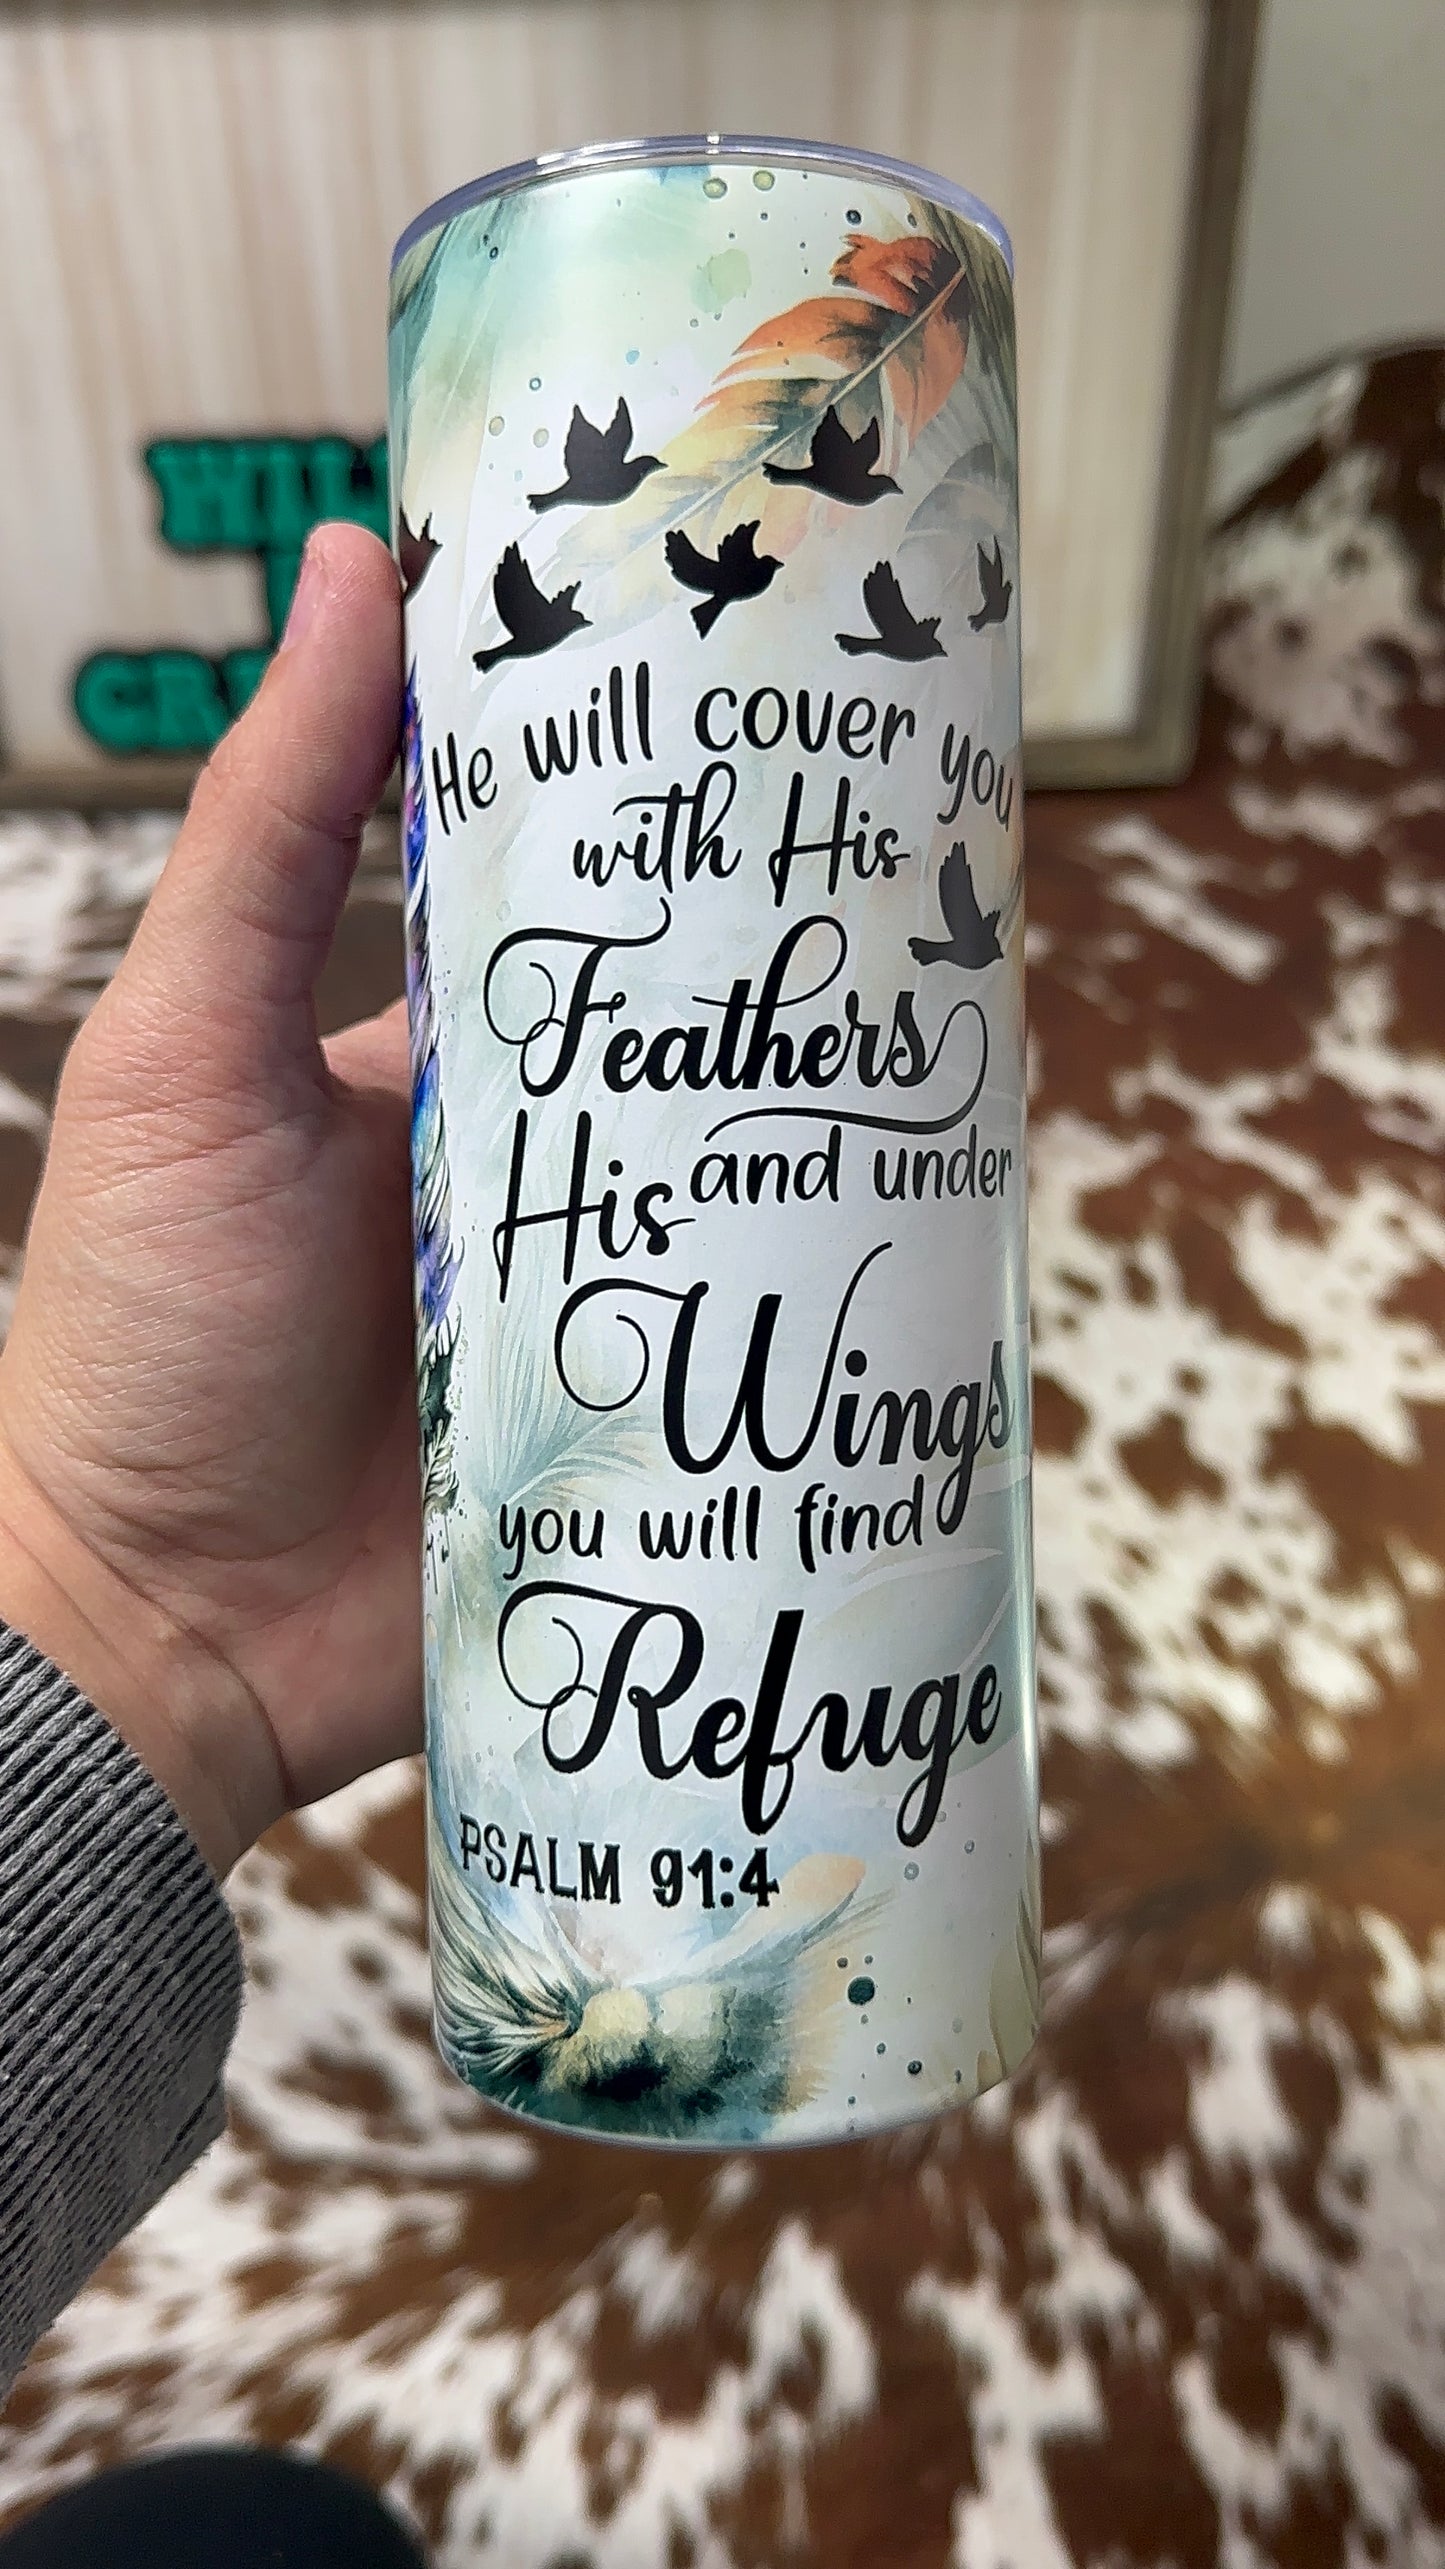 He will cover you
with His
Feathers
and under
His
Wings
you will find
Refuge
PSALM 91:4